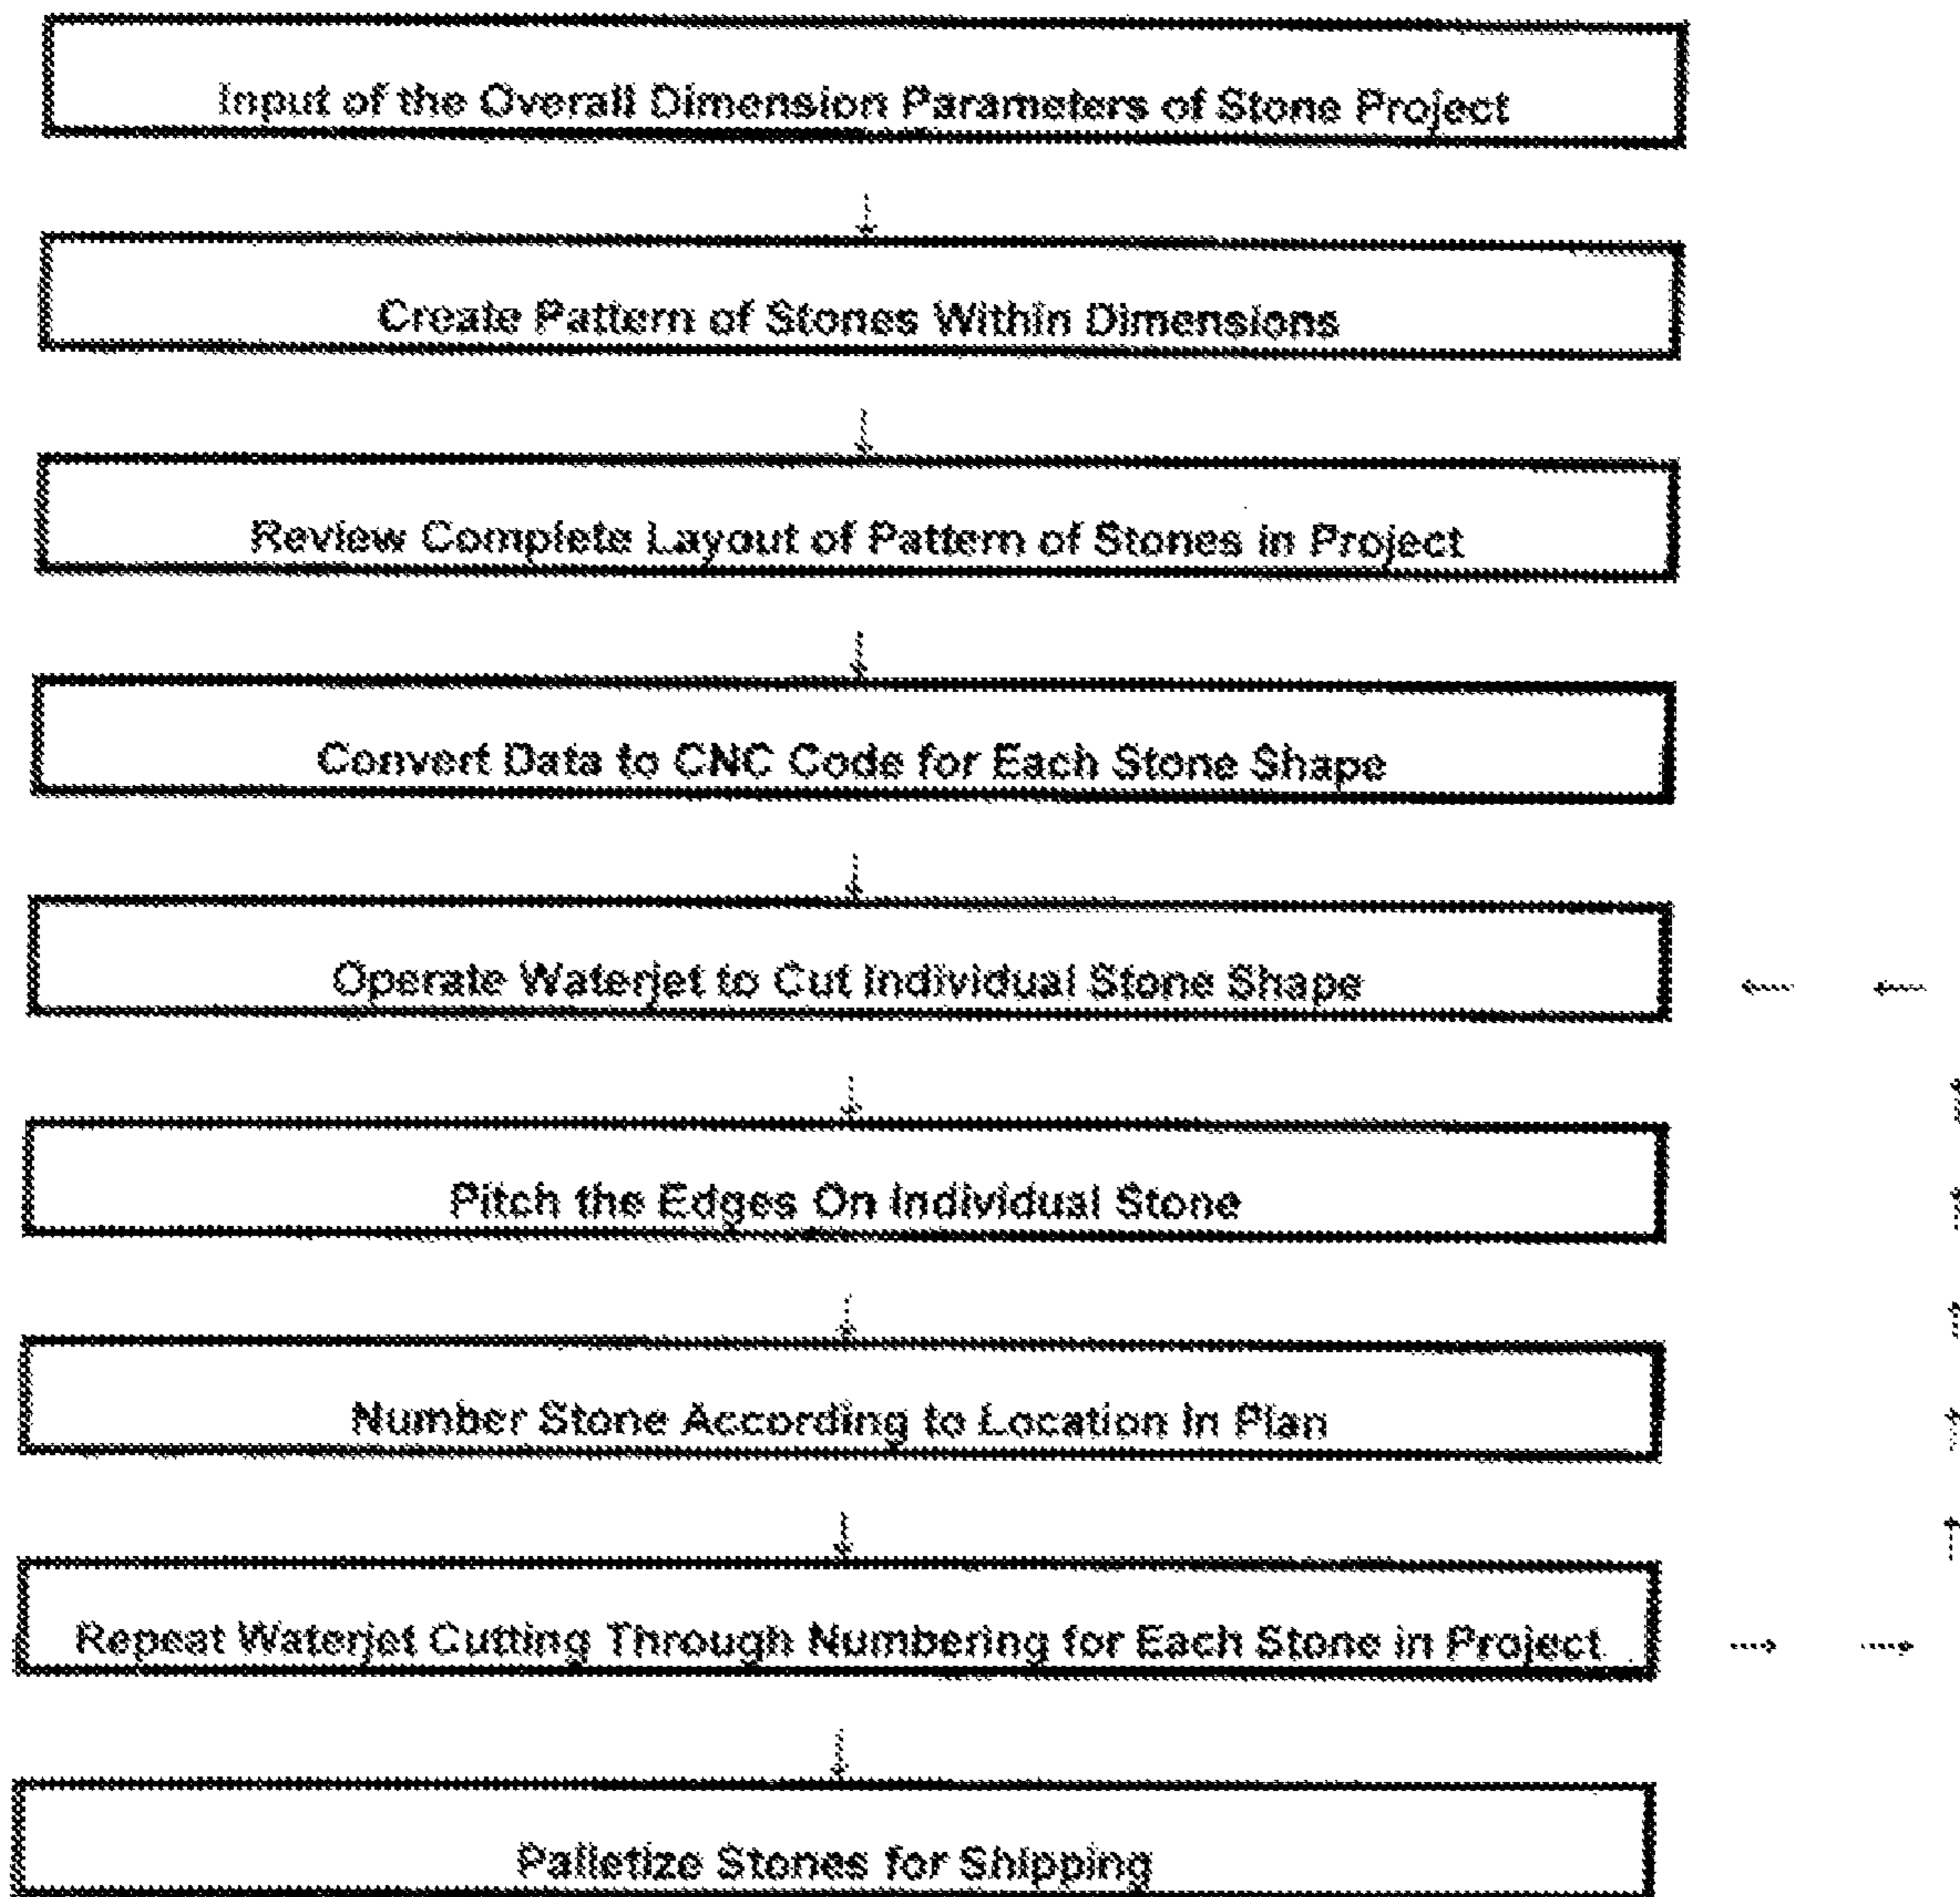 Input of the Overall Dimension Parameters of Stone Project
Create Pattern of Stones Within Dimensions
Review Complete Layout of Pattern of Stones in Project
Convert Data to CNC Code for Each Stone Shape
Operate Waterjet to Cut Individual Stone Shape
Pitch the Edges On Individual Stone
Number Stone According to Location In Plan
Repeat Waterjet Cutting Through Numbering for Each Stone in Project
Palletize Stones for Shipping